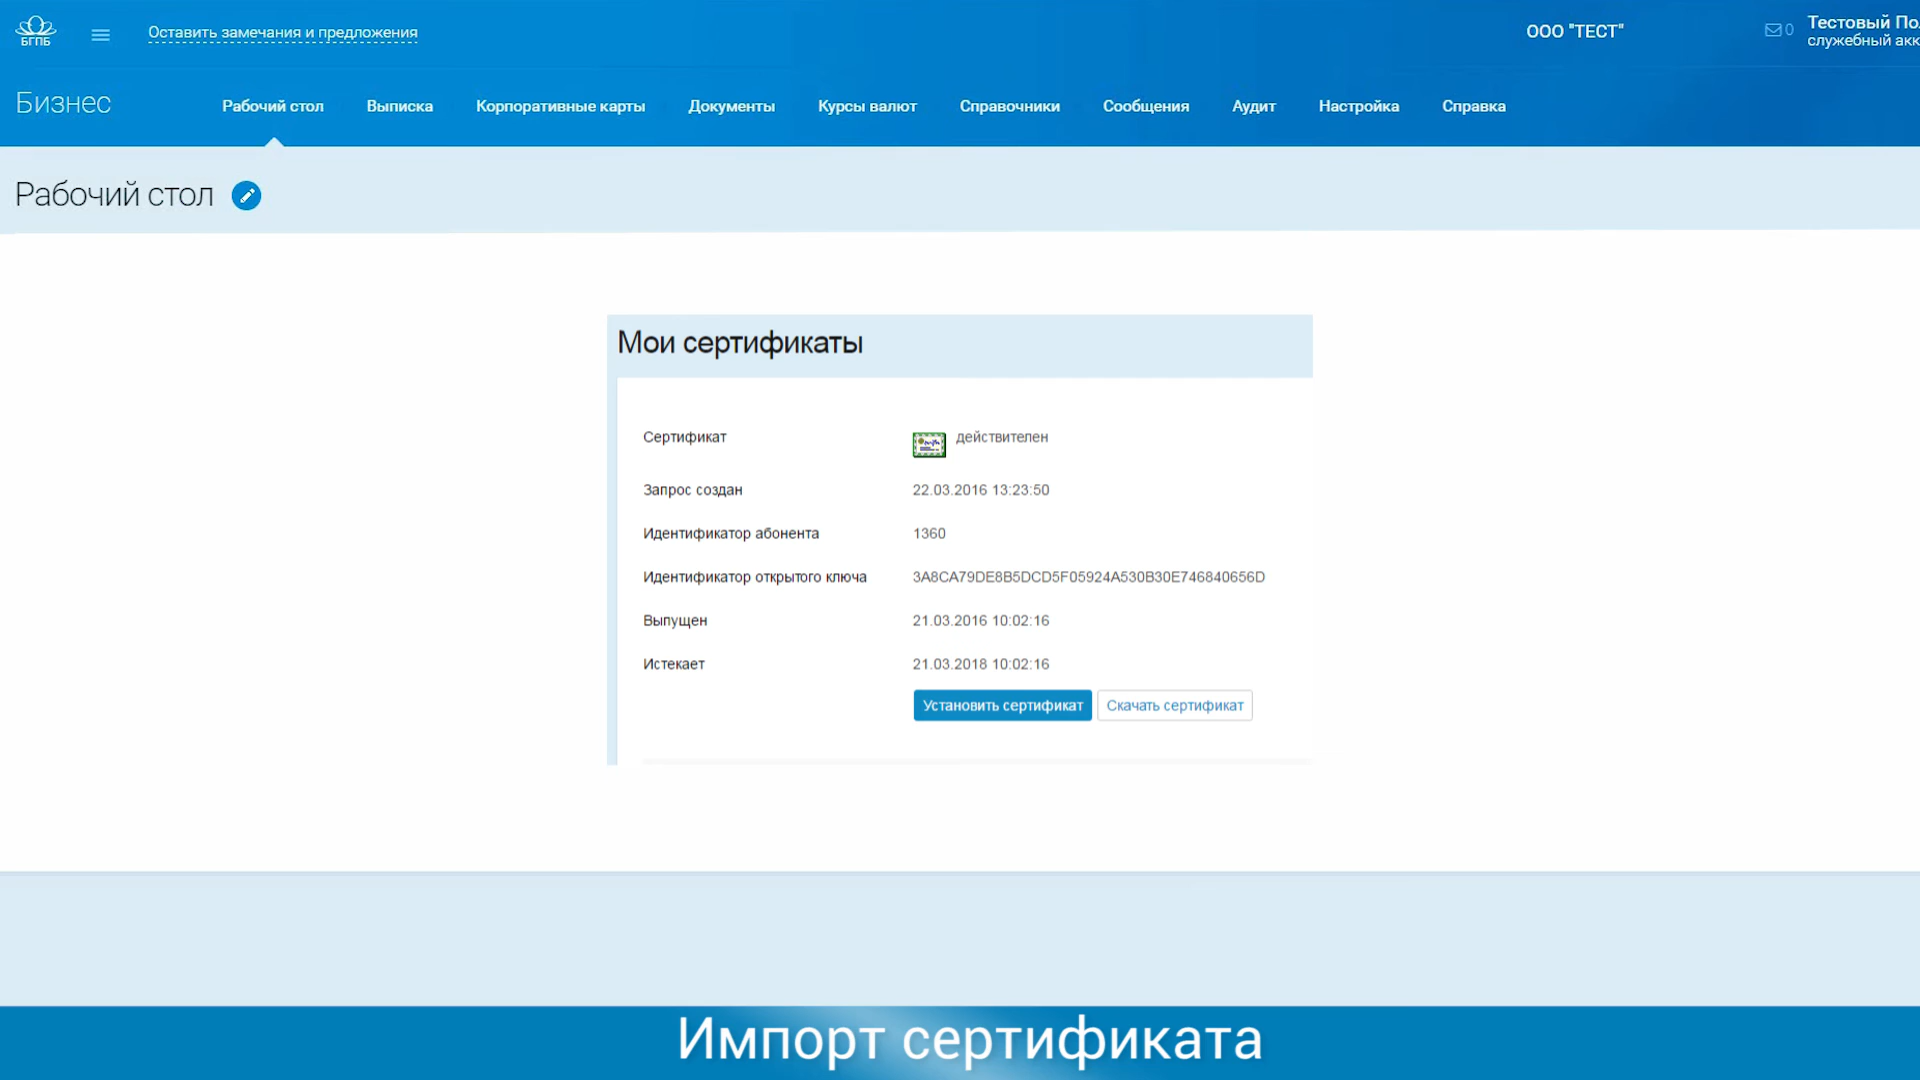 БГПБ
Оставить замечания и предложения
ООО "ТЕСТ"
0
Тестовый По
служебный акк
Бизнес
Рабочий стол Выписка Корпоративные карты Документы Курсы валют Справочники Сообщения Аудит Настройка Справка
Рабочий стол
Мои сертификаты
Сертификат действителен
Запрос создан 22.03.2016 13:23:50
Идентификатор абонента 1360
Идентификатор открытого ключа 3A8CA79DE8B5DCD5F05924A530B30E746840656D
Выпущен 21.03.2016 10:02:16
Истекает 21.03.2018 10:02:16
Установить сертификат Скачать сертификат
Импорт сертификата